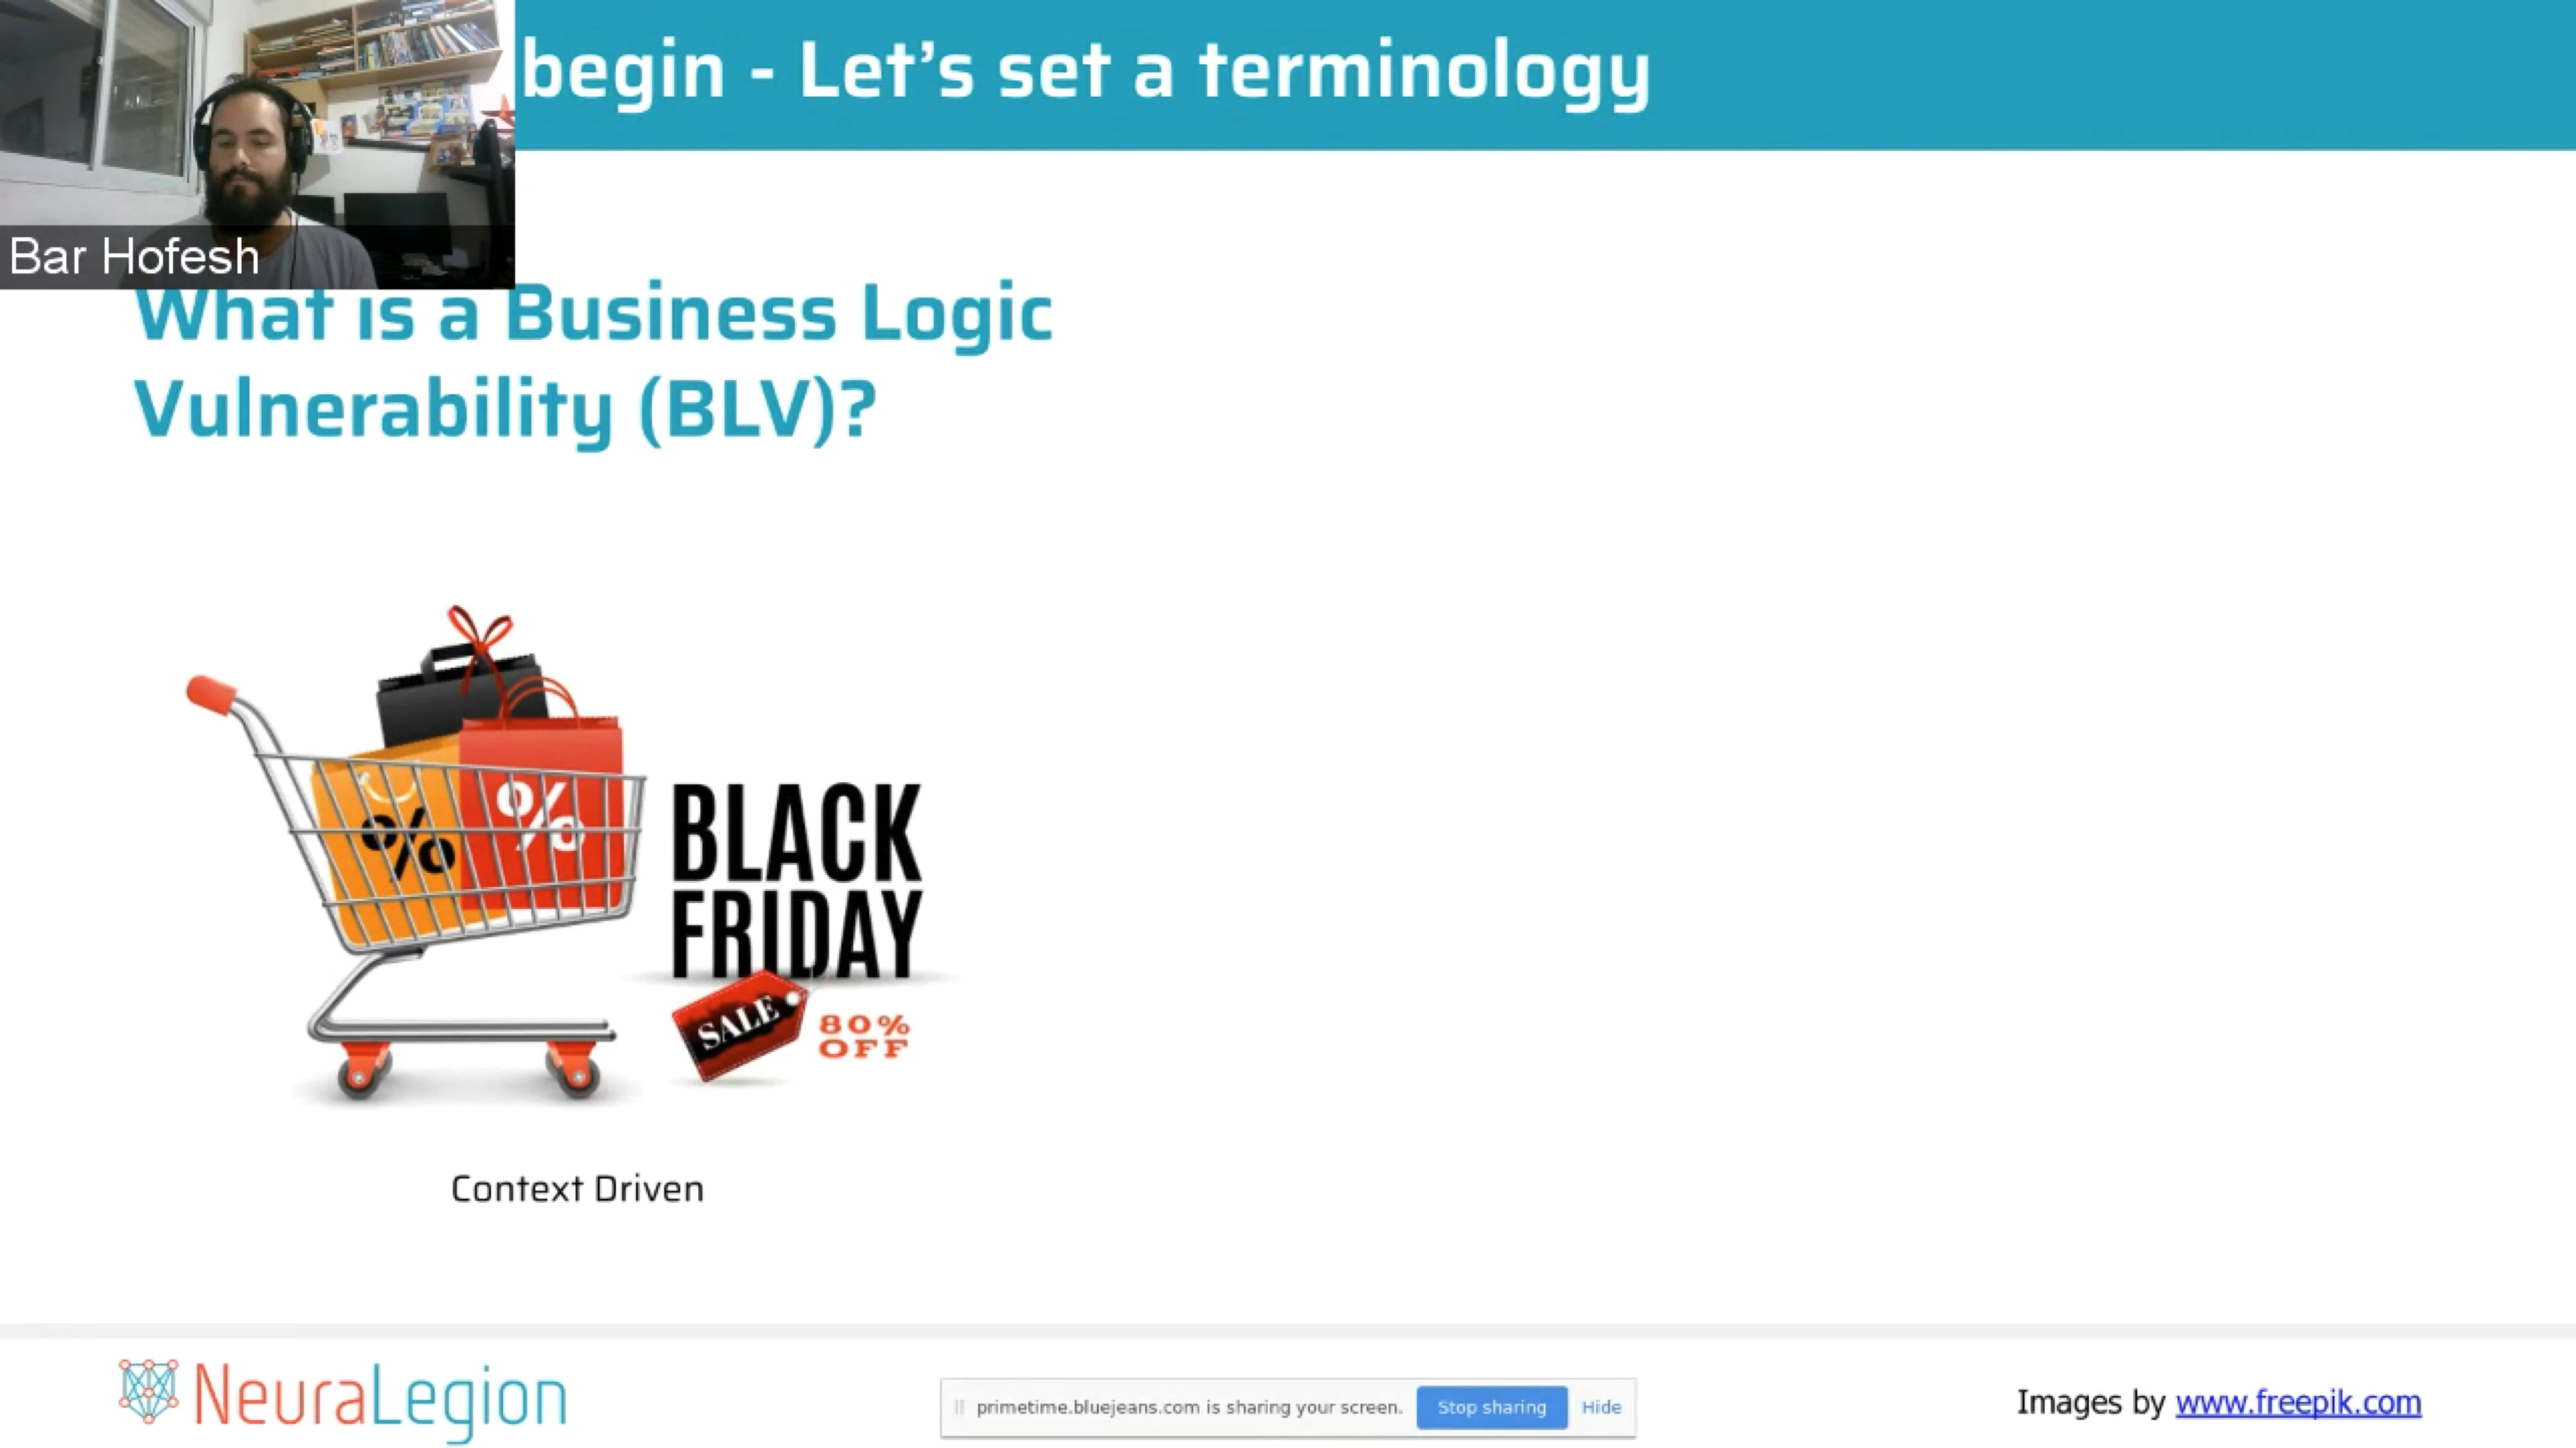 begin - Let's set a terminology
Bar Hofesh
What is a Business Logic
Vulnerability (BLV)?
%
%
BLACK
FRIDAY
SALE
80%
OFF
Context Driven
NeuraLegion
primetime.bluejeans.com is sharing your screen.
Stop sharing
Hide
Images by www.freepik.com